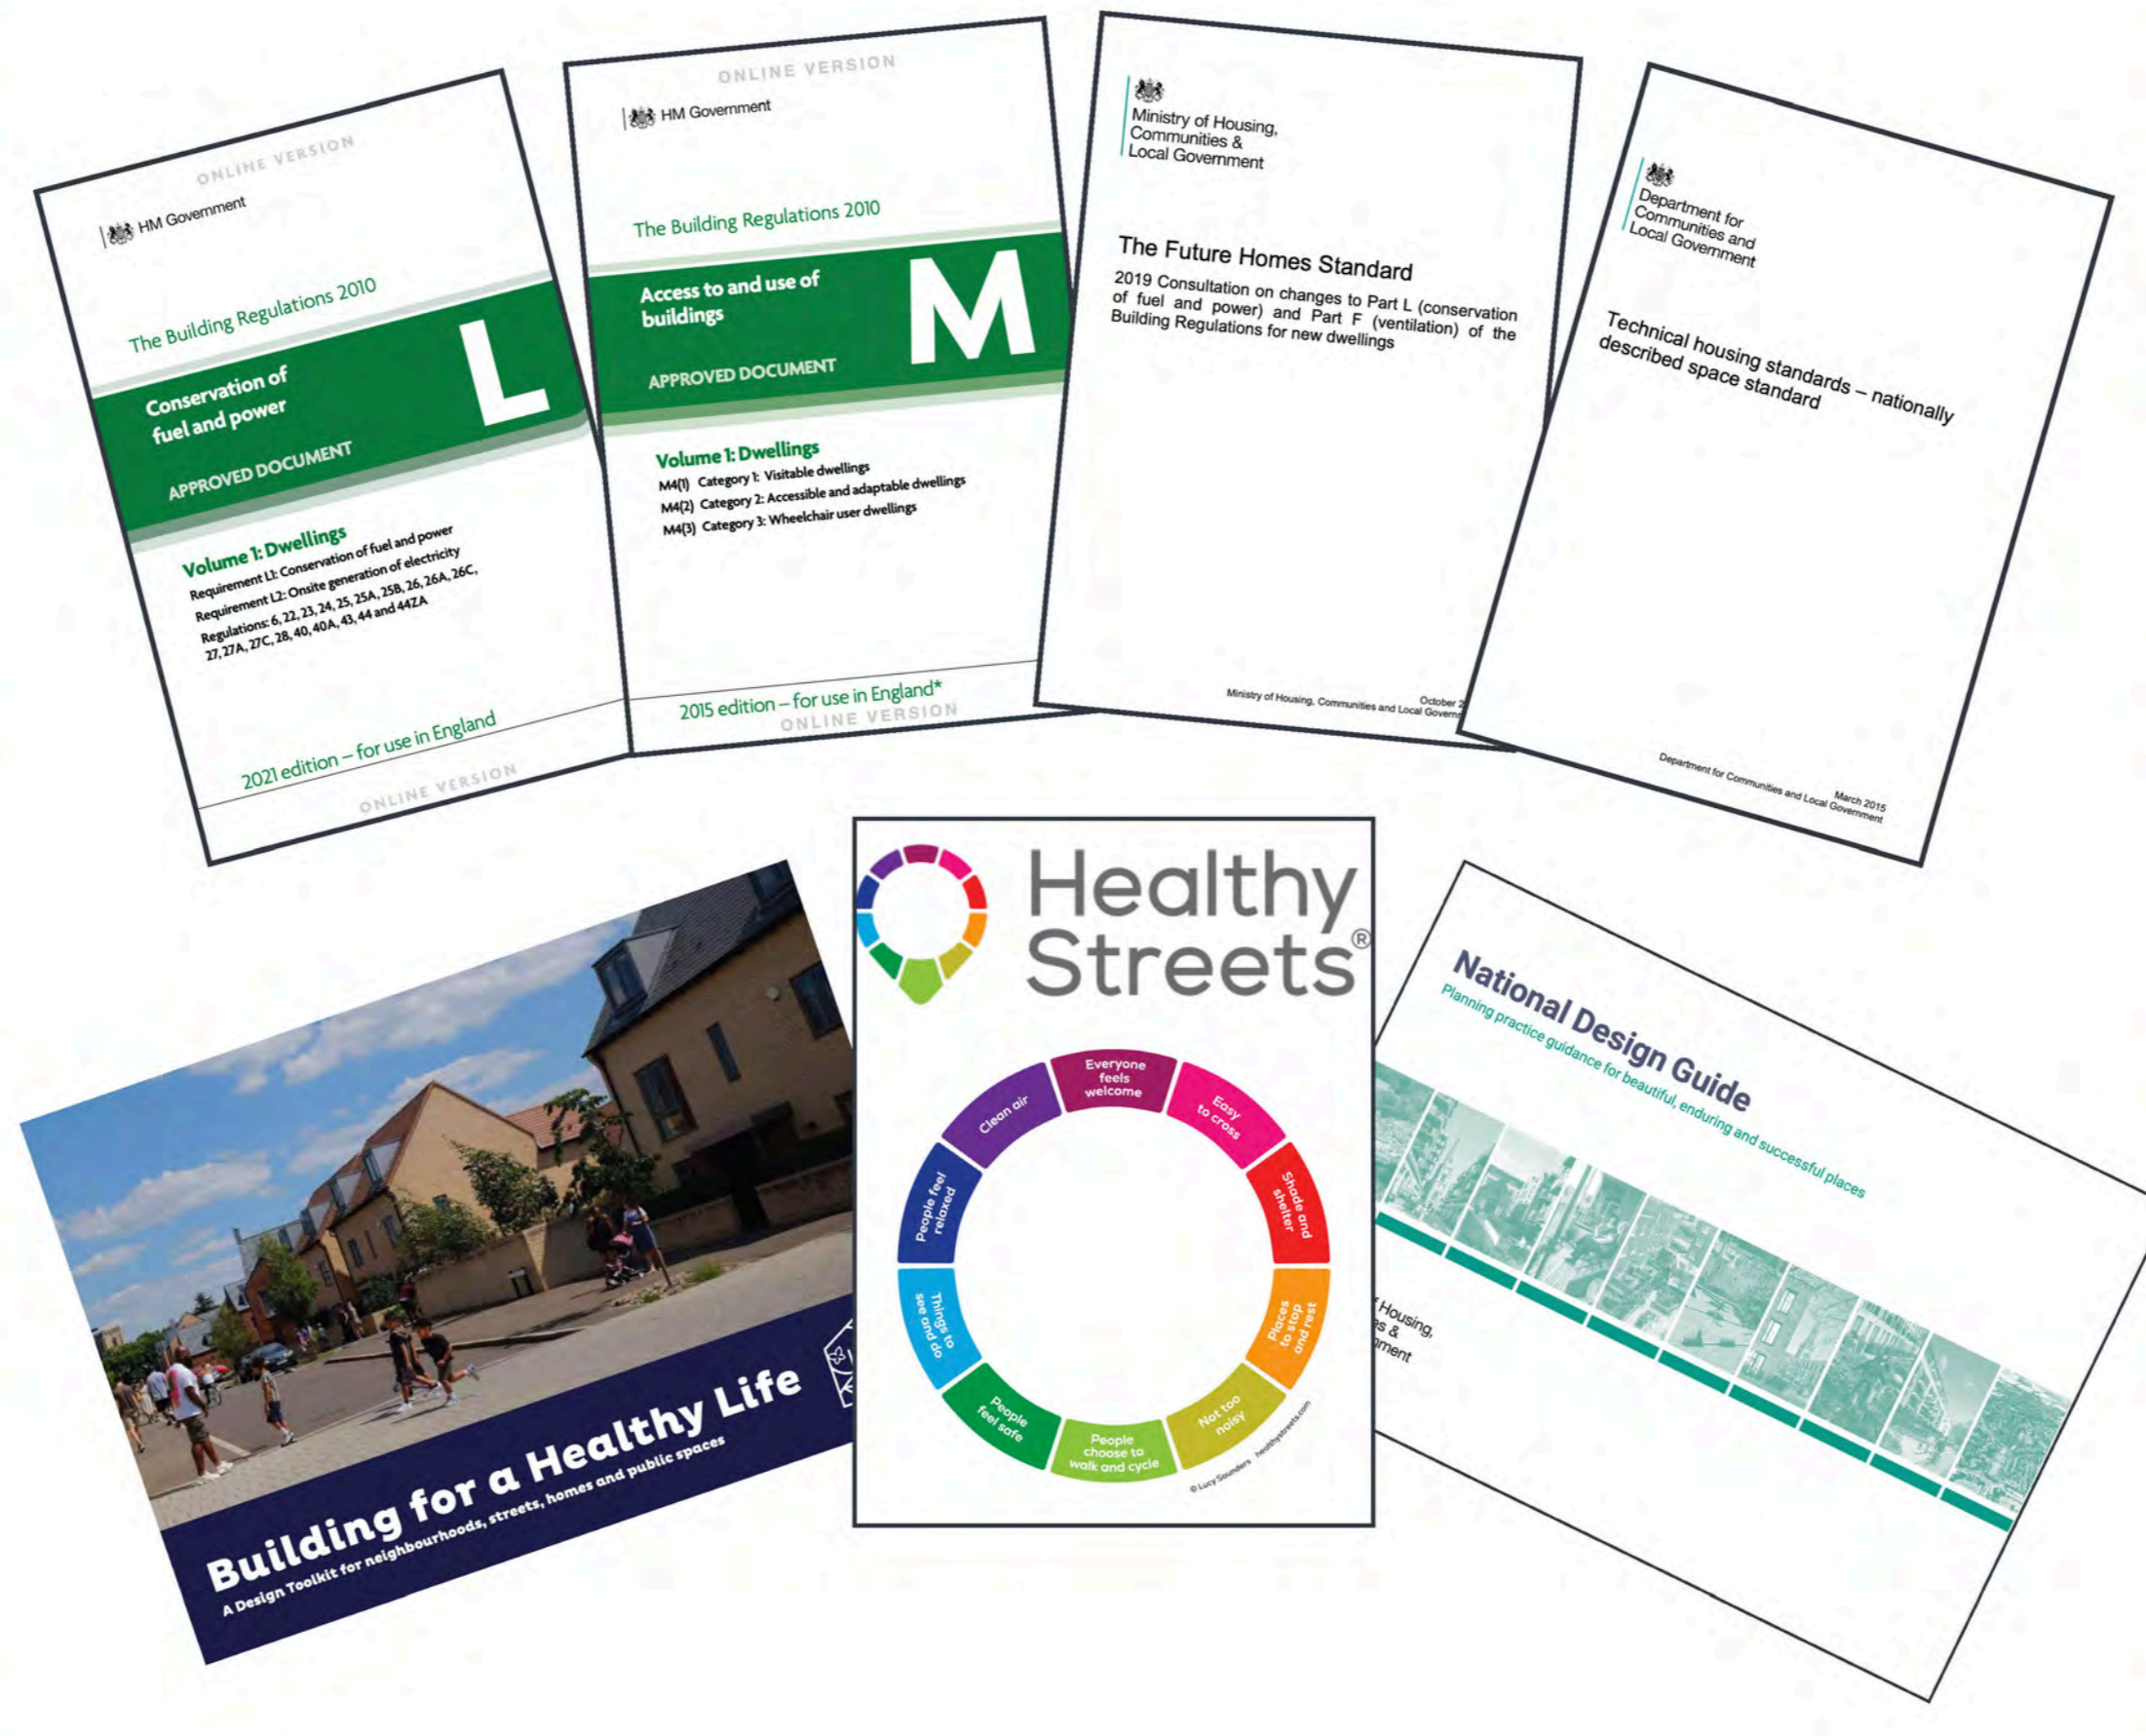 ONLINE VERSION
HM Government
The Building Regulations 2010
Conservation of
fuel and power
L
APPROVED DOCUMENT
Volume 1: Dwellings
Requirement L1: Conservation of fuel and power
Requirement L2: Onsite generation of electricity
Regulations: 6, 22, 23, 24, 25, 25A, 25B, 26, 26A, 26C,
27, 27A, 27C, 28, 40, 40A, 43, 44 and 44ZA
2021 edition – for use in England
ONLINE VERSION
ONLINE VERSION
HM Government
The Building Regulations 2010
Access to and use of
buildings
M
APPROVED DOCUMENT
Volume 1: Dwellings
M4(1) Category 1: Visitable dwellings
M4(2) Category 2: Accessible and adaptable dwellings
M4(3) Category 3: Wheelchair user dwellings
2015 edition – for use in England*
ONLINE VERSION
Ministry of Housing,
Communities &
Local Government
The Future Homes Standard
2019 Consultation on changes to Part L (conservation
of fuel and power) and Part F (ventilation) of the
Building Regulations for new dwellings
October 2
Ministry of Housing, Communities and Local Governm
Department for
Communities and
Local Government
Technical housing standards – nationally
described space standard
March 2015
Department for Communities and Local Government
Building for a Healthy Life
A Design Toolkit for neighbourhoods, streets, homes and public spaces
Healthy
Streets®
Everyone
feels
welcome
Easy
to cross
Shade and
shelter
Places
to stop
and rest
Not too
noisy
People
choose to
walk and cycle
People
feel safe
Things to
see and do
People feel
relaxed
Clean air
© Lucy Saunders healthystreets.com
National Design Guide
Planning practice guidance for beautiful, enduring and successful places
Housing,
es &
nment